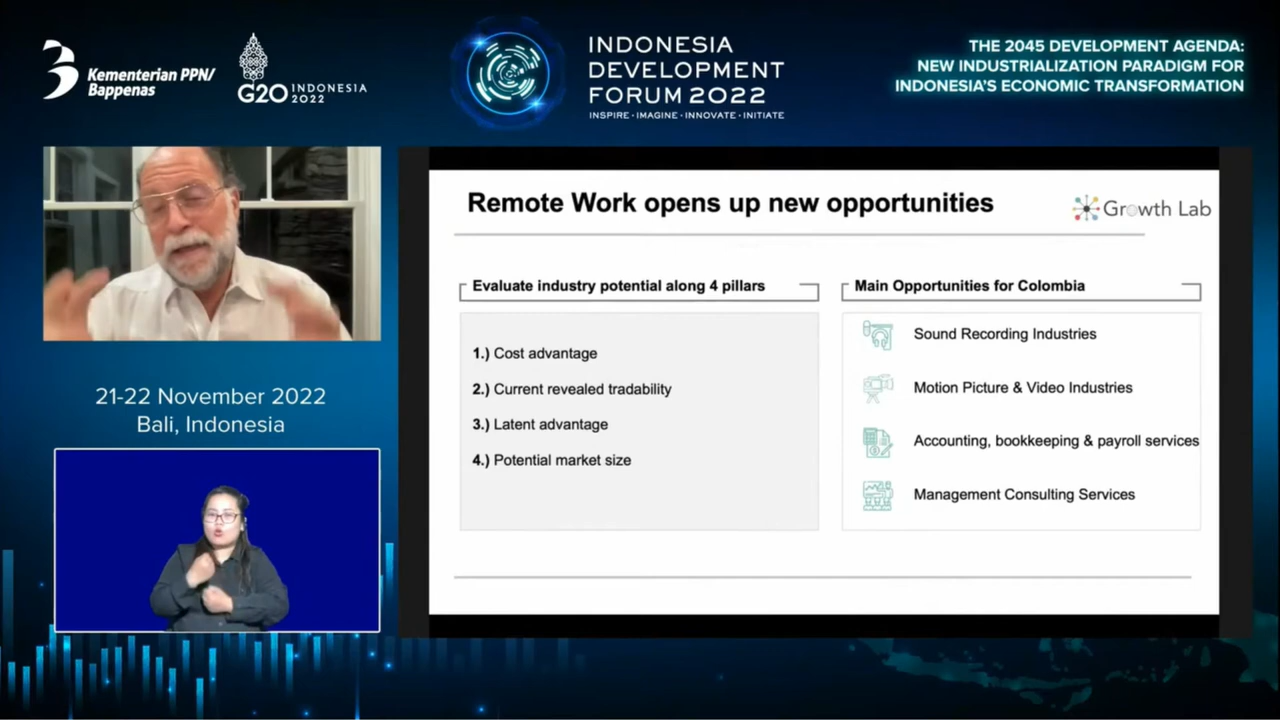 Kementerian PPN/
Bappenas
G20 INDONESIA
2022
INDONESIA
DEVELOPMENT
FORUM 2022
INSPIRE · IMAGINE · INNOVATE · INITIATE
THE 2045 DEVELOPMENT AGENDA:
NEW INDUSTRIALIZATION PARADIGM FOR
INDONESIA'S ECONOMIC TRANSFORMATION
21-22 November 2022
Bali, Indonesia
Remote Work opens up new opportunities
Growth Lab
Evaluate industry potential along 4 pillars
1.) Cost advantage
2.) Current revealed tradability
3.) Latent advantage
4.) Potential market size
Main Opportunities for Colombia
Sound Recording Industries
Motion Picture & Video Industries
Accounting, bookkeeping & payroll services
Management Consulting Services